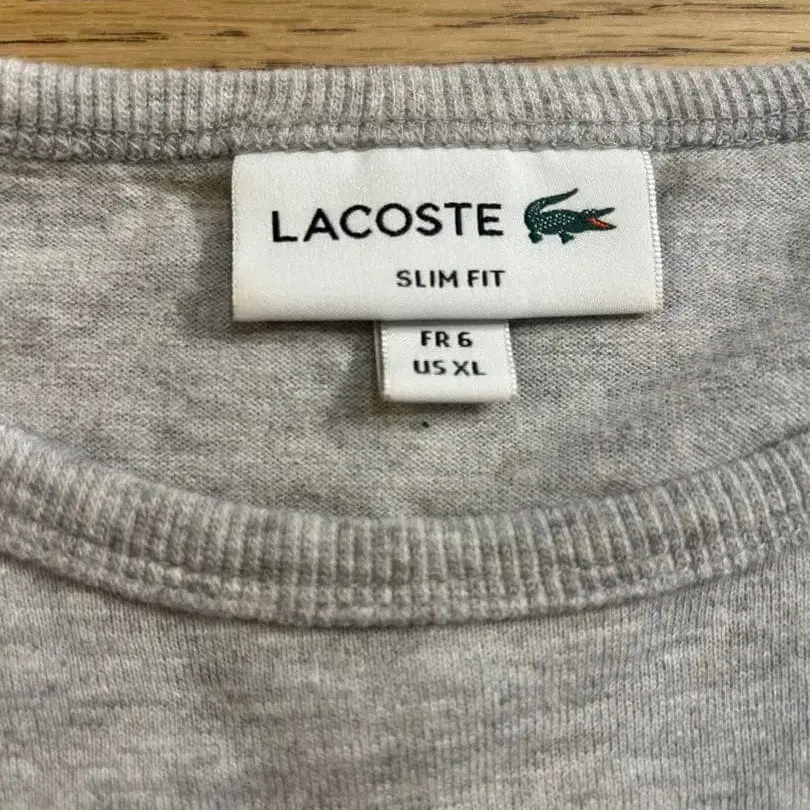 LACOSTE
SLIM FIT
FR 6
US XL